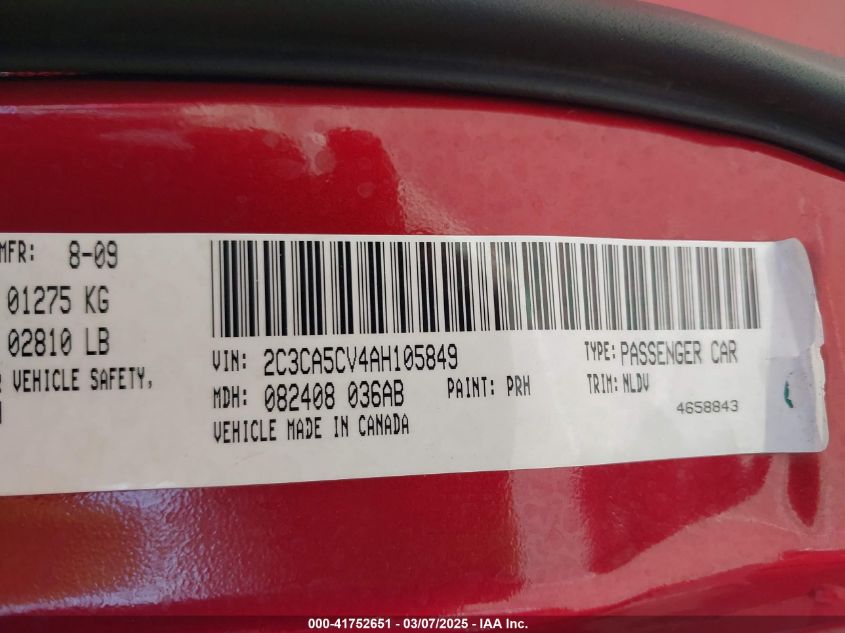 MFR: 8-09
01275 KG
02810 LB
VEHICLE SAFETY,
VIN: 2C3CA5CV4AH105849
TYPE: PASSENGER CAR
MDH: 082408 036AB
PAINT: PRH
TRIM: NLDV
VEHICLE MADE IN CANADA
4658843
000-41752651 - 03/07/2025 - IAA Inc.